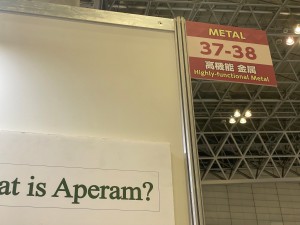 METAL
37-38
高機能 金属
Highly-functional Metal
at is Aperam?